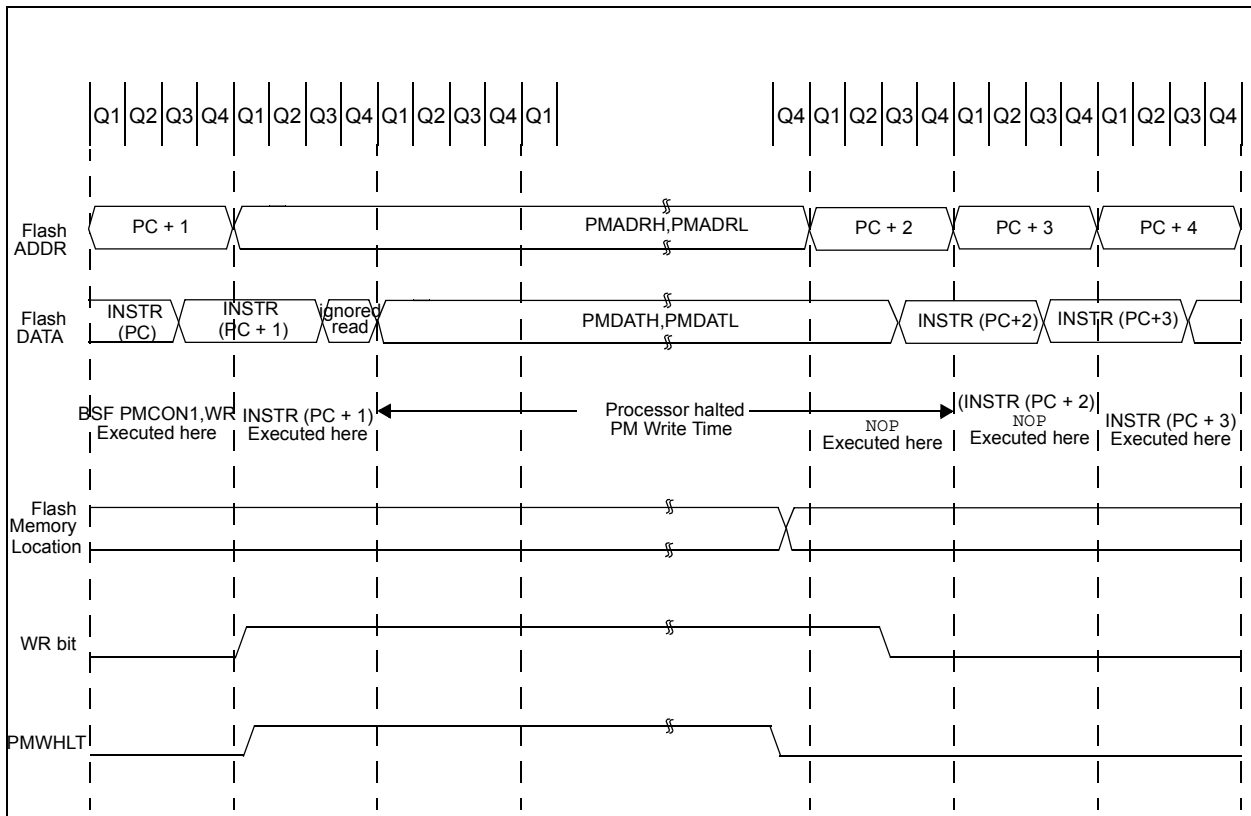 Q1 Q2 Q3 Q4 Q1 Q2 Q3 Q4 Q1 Q2 Q3 Q4 Q1 Q4 Q1 Q2 Q3 Q4 Q1 Q2 Q3 Q4 Q1 Q2 Q3 Q4
Flash
ADDR
PC + 1
PMADRH,PMADRL
PC + 2
PC + 3
PC + 4
Flash
DATA
INSTR
(PC)
INSTR
(PC + 1)
ignored
read
PMDATH,PMDATL
INSTR (PC+2)
INSTR (PC+3)
BSF PMCON1,WR
Executed here
INSTR (PC + 1)
Executed here
Processor halted
PM Write Time
NOP
Executed here
(INSTR (PC + 2)
NOP
Executed here
INSTR (PC + 3)
Executed here
Flash
Memory
Location
WR bit
PMWHLT